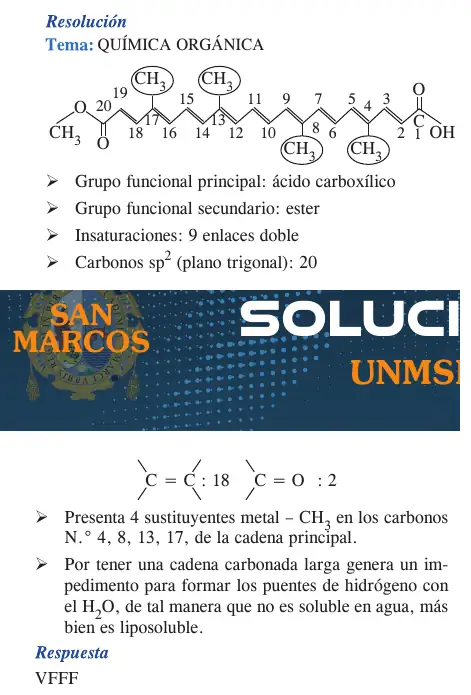 Resolución
Tema: QUÍMICA ORGÁNICA
CH3 CH3
O 20 19 17 15 13 11 9 7 5 4 3 O
CH3 O 18 16 14 12 10 8 6 2 C 1 OH
CH3 CH3
➤ Grupo funcional principal: ácido carboxílico
➤ Grupo funcional secundario: ester
➤ Insaturaciones: 9 enlaces doble
➤ Carbonos sp2 (plano trigonal): 20
SAN
MARCOS
SOLUCI
UNMS
C = C : 18 C = O : 2
➤ Presenta 4 sustituyentes metal – CH3 en los carbonos
N.° 4, 8, 13, 17, de la cadena principal.
➤ Por tener una cadena carbonada larga genera un im-
pedimento para formar los puentes de hidrógeno con
el H2O, de tal manera que no es soluble en agua, más
bien es liposoluble.
Respuesta
VFFF